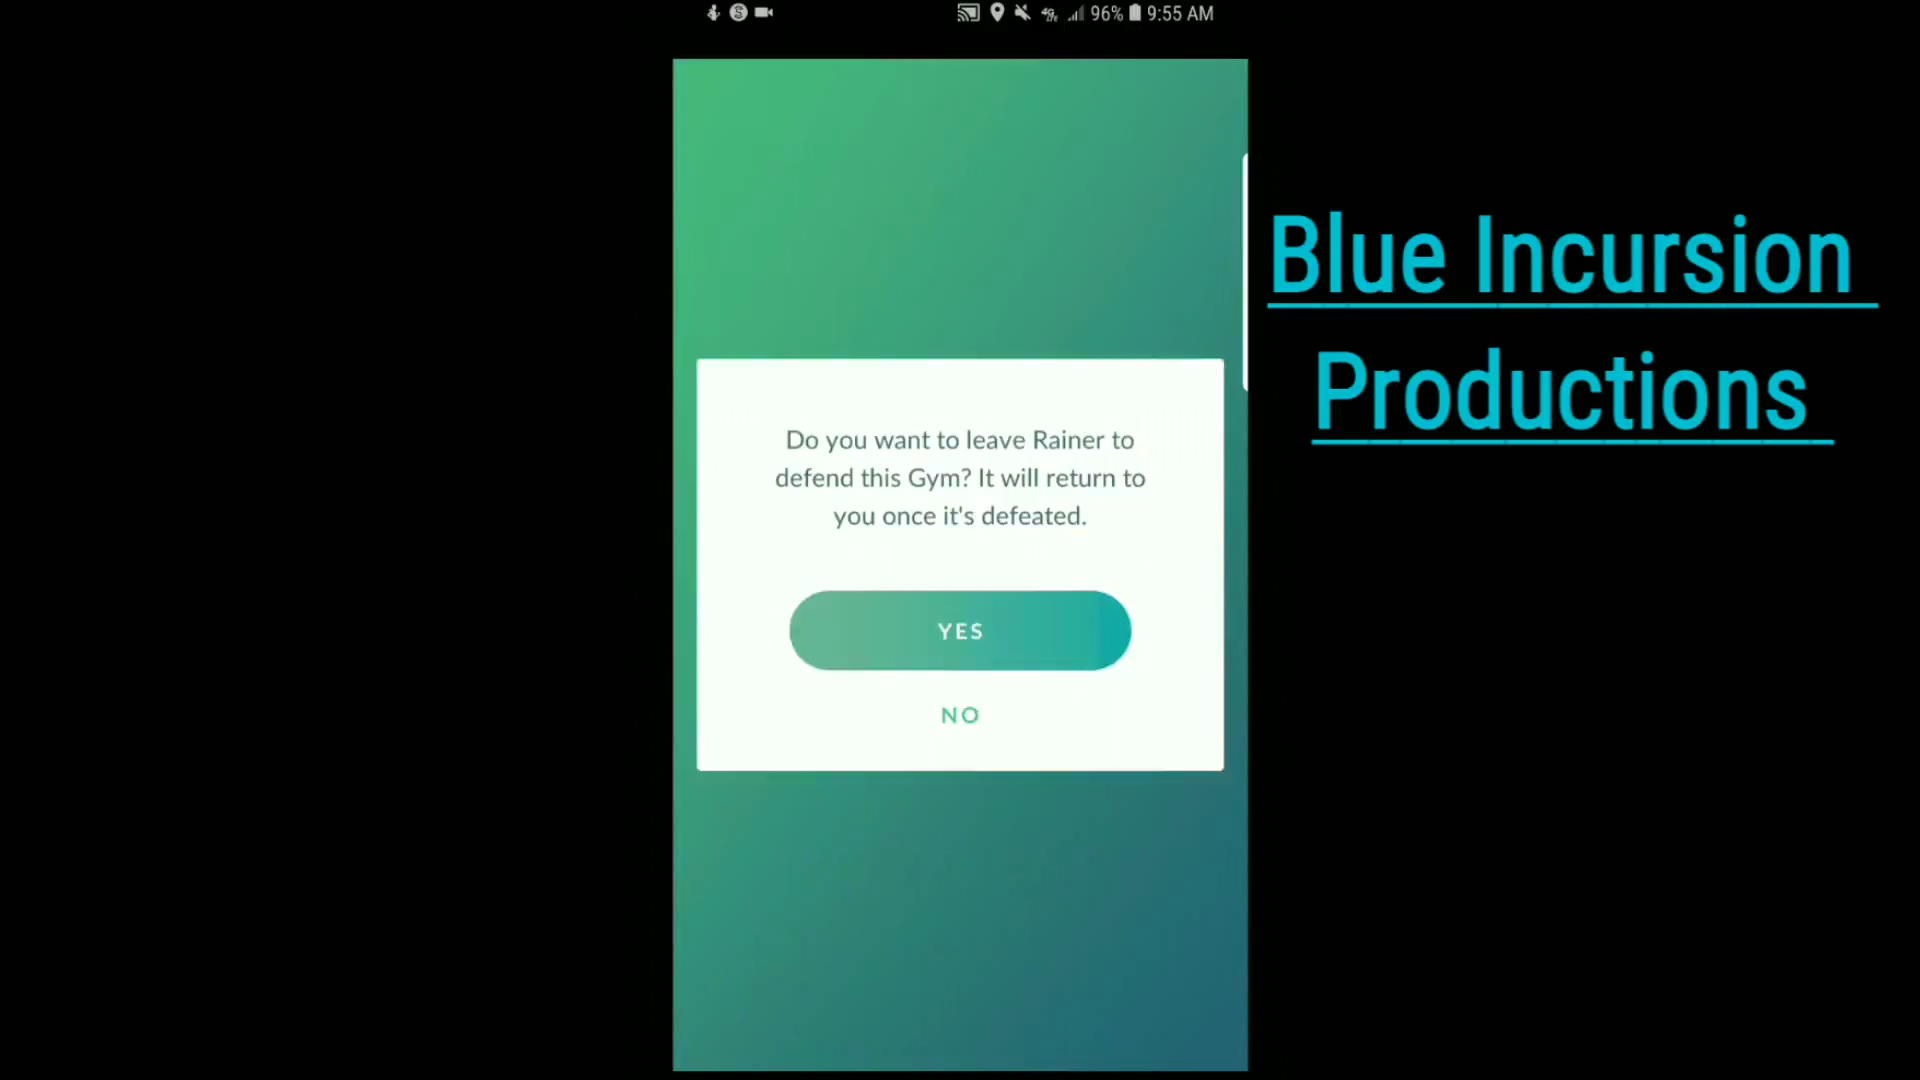 96% 9:55 AM
Blue Incursion
Productions
Do you want to leave Rainer to
defend this Gym? It will return to
you once it's defeated.
YES
NO